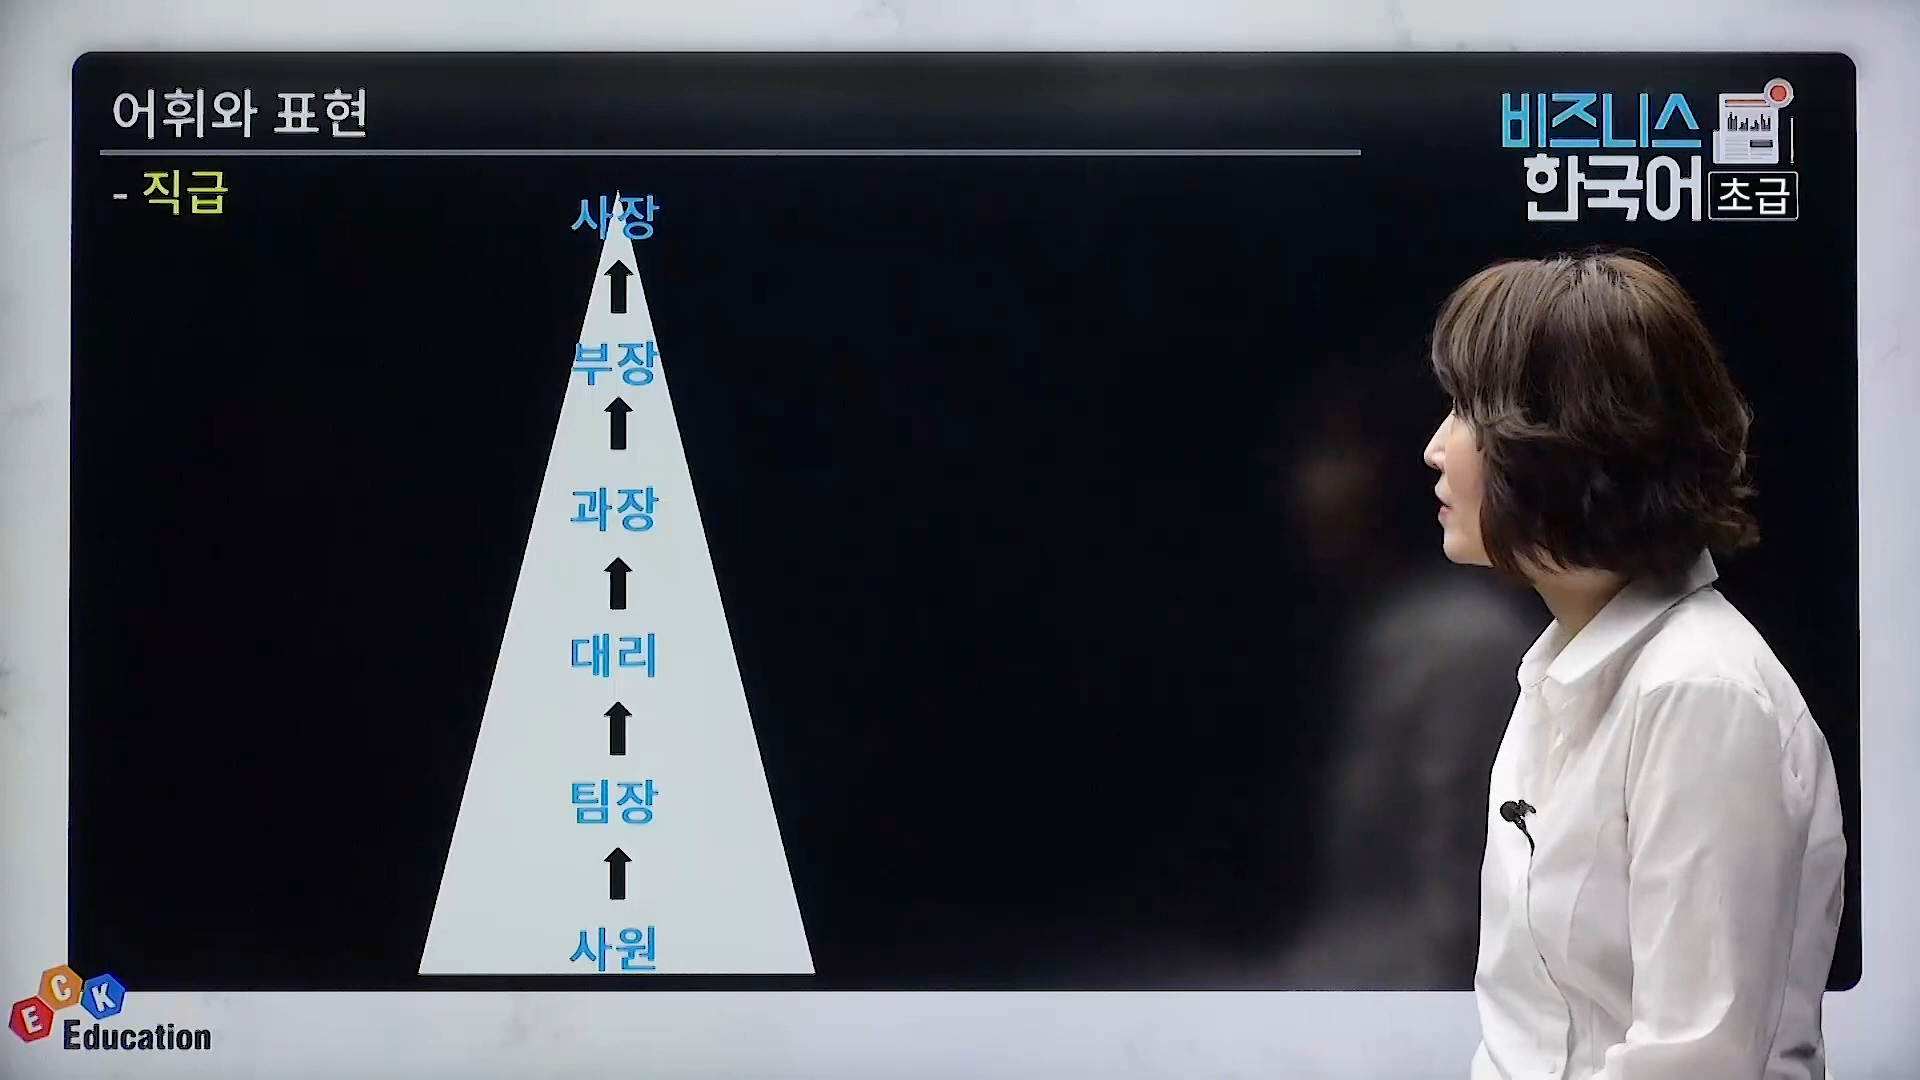 어휘와 표현
- 직급
비즈니스
한국어 초급
사장
부장
과장
대리
팀장
사원
ECK
Education